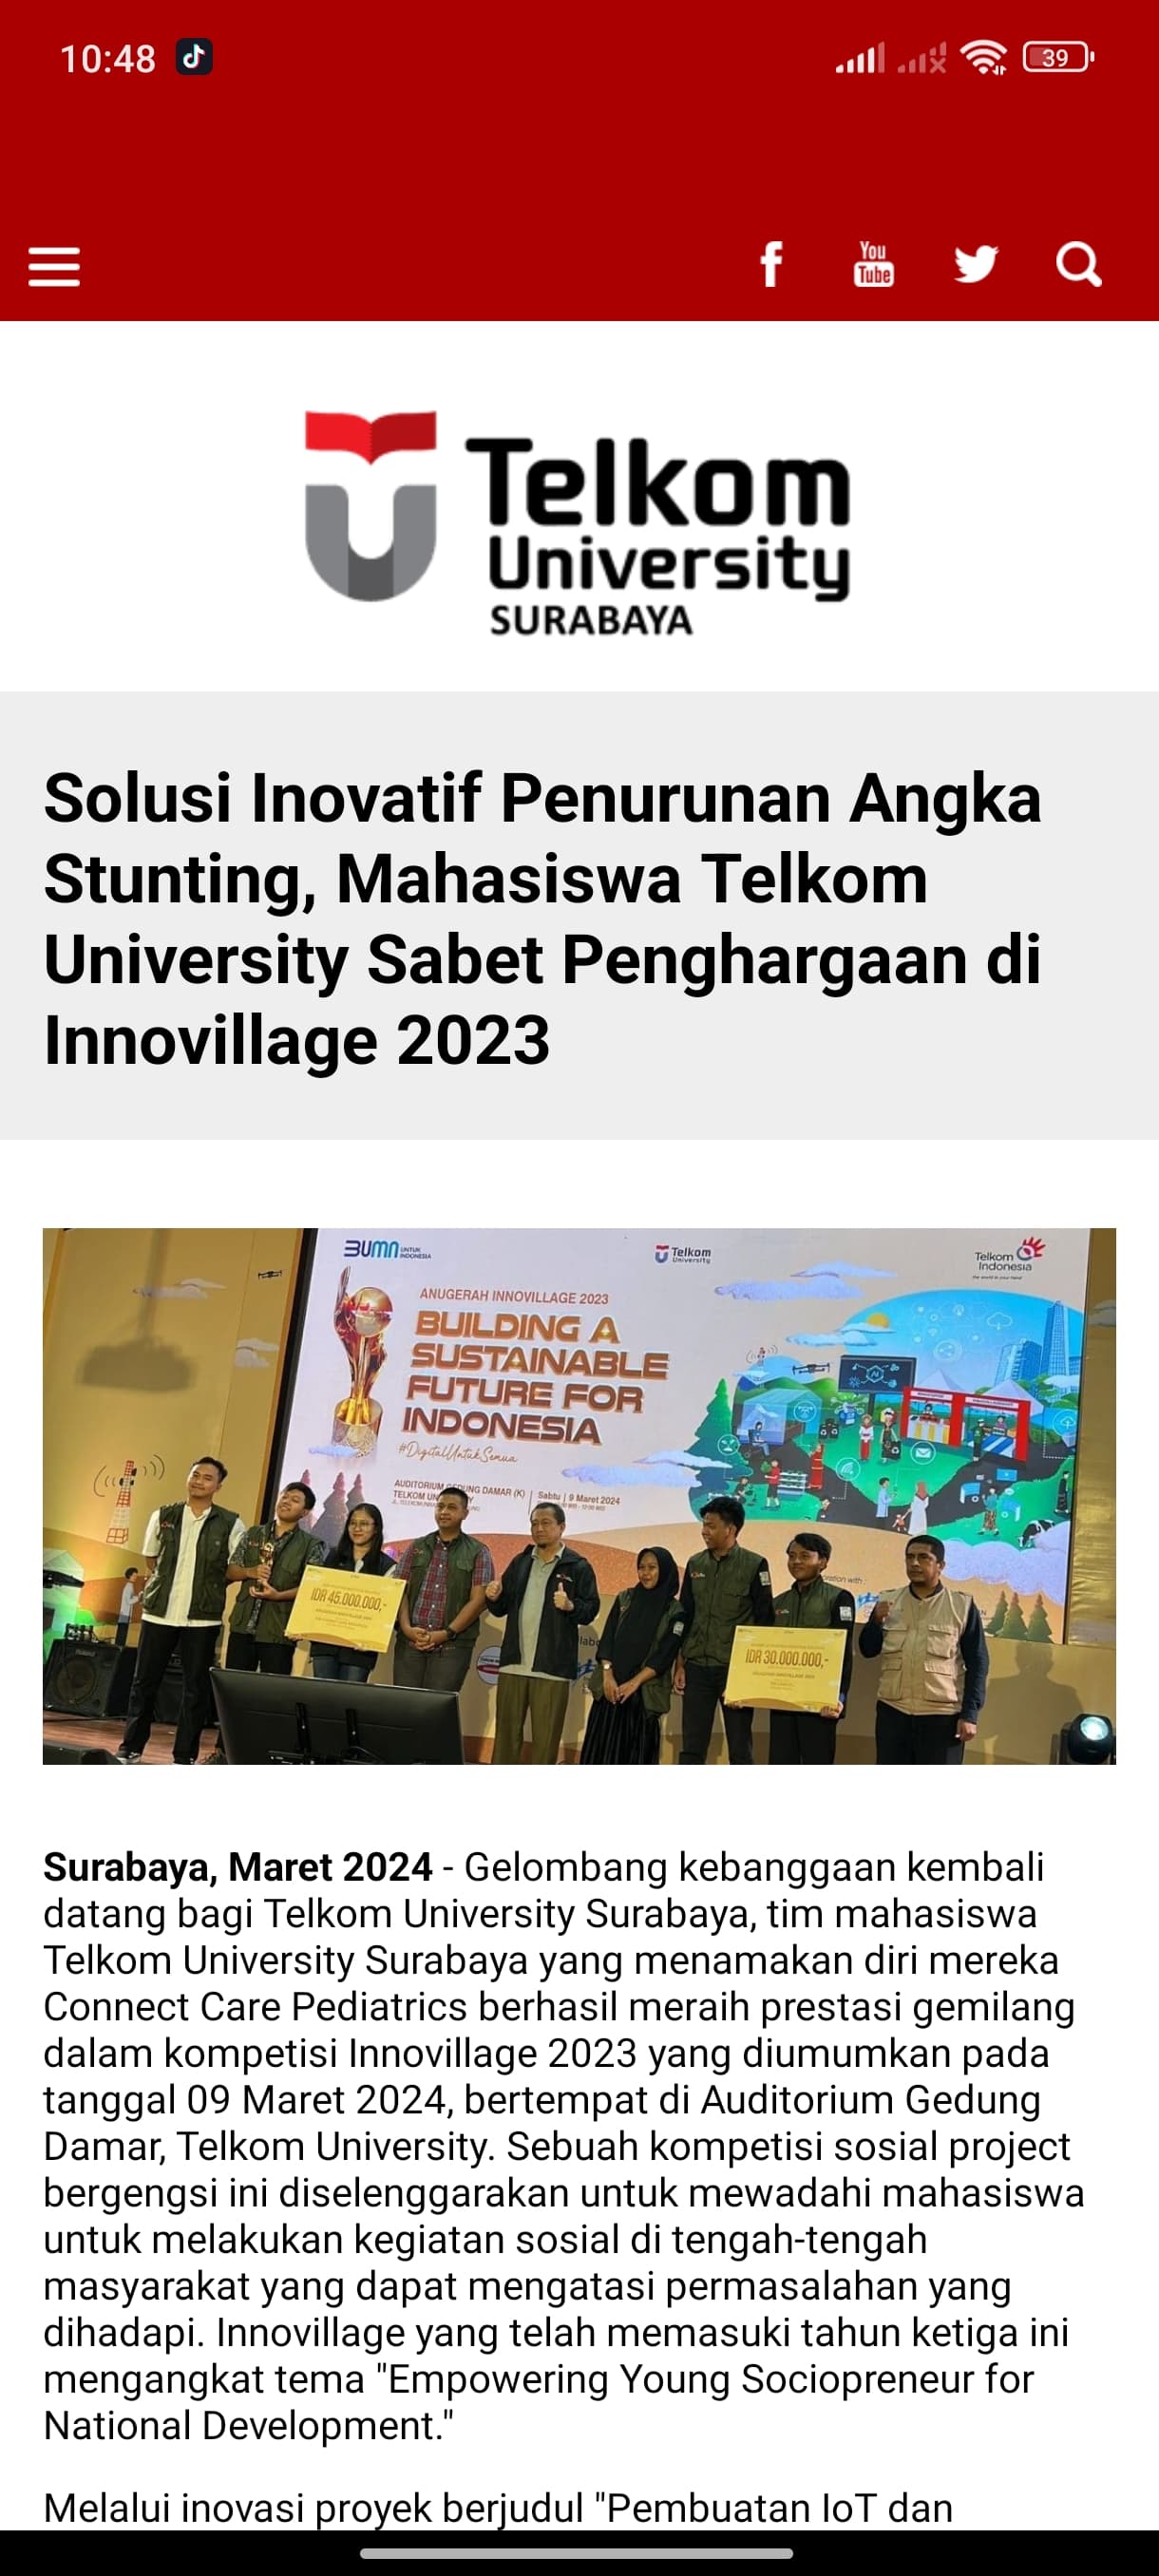 10:48
39
You
Tube
Telkom
University
SURABAYA
Solusi Inovatif Penurunan Angka
Stunting, Mahasiswa Telkom
University Sabet Penghargaan di
Innovillage 2023
BUMN UNTUK INDONESIA
Telkom
University
Telkom
Indonesia
ANUGERAH INNOVILLAGE 2023
BUILDING A
SUSTAINABLE
FUTURE FOR
INDONESIA
#DigitalUntukSemua
Sabtu | 9 Maret 2024
IDR 45.000.000,-
IDR 30.000.000,-
Surabaya, Maret 2024 - Gelombang kebanggaan kembali
datang bagi Telkom University Surabaya, tim mahasiswa
Telkom University Surabaya yang menamakan diri mereka
Connect Care Pediatrics berhasil meraih prestasi gemilang
dalam kompetisi Innovillage 2023 yang diumumkan pada
tanggal 09 Maret 2024, bertempat di Auditorium Gedung
Damar, Telkom University. Sebuah kompetisi sosial project
bergengsi ini diselenggarakan untuk mewadahi mahasiswa
untuk melakukan kegiatan sosial di tengah-tengah
masyarakat yang dapat mengatasi permasalahan yang
dihadapi. Innovillage yang telah memasuki tahun ketiga ini
mengangkat tema "Empowering Young Sociopreneur for
National Development."
Melalui inovasi proyek berjudul "Pembuatan IoT dan